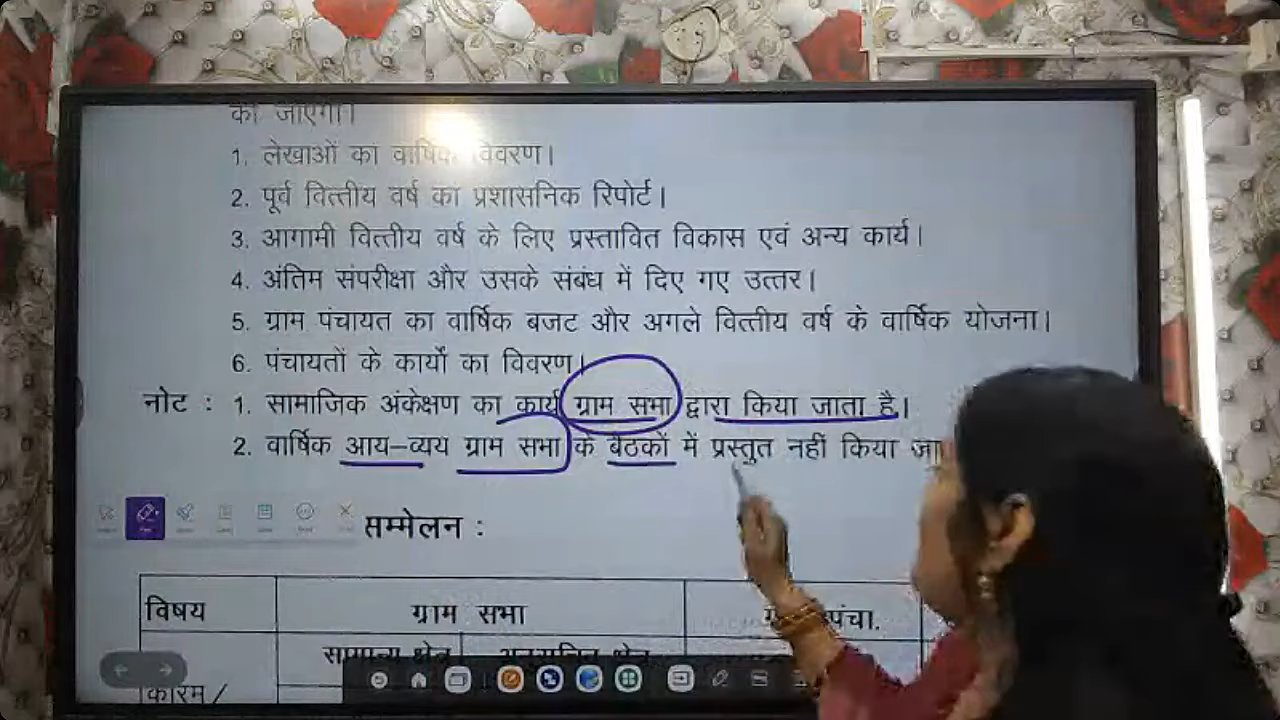 की जाएगी।
1. लेखाओं का वार्षिक विवरण।
2. पूर्व वित्तीय वर्ष का प्रशासनिक रिपोर्ट।
3. आगामी वित्तीय वर्ष के लिए प्रस्तावित विकास एवं अन्य कार्य।
4. अंतिम संपरीक्षा और उसके संबंध में दिए गए उत्तर।
5. ग्राम पंचायत का वार्षिक बजट और अगले वित्तीय वर्ष के वार्षिक योजना।
6. पंचायतों के कार्यो का विवरण।
नोट : 1. सामाजिक अंकेक्षण का कार्य ग्राम सभा द्वारा किया जाता है।
2. वार्षिक आय–व्यय ग्राम सभा के बैठकों में प्रस्तुत नहीं किया
सम्मेलन :
विषय ग्राम सभा
सामान्य क्षेत्र अनुसूचित क्षेत्र